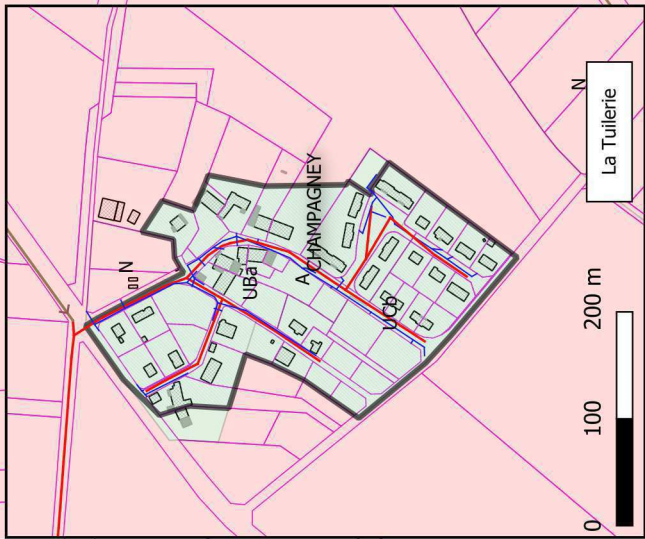 N
La Tuilerie
CHAMPAGNEY
A
N
UBa
UCb
0 100 200 m